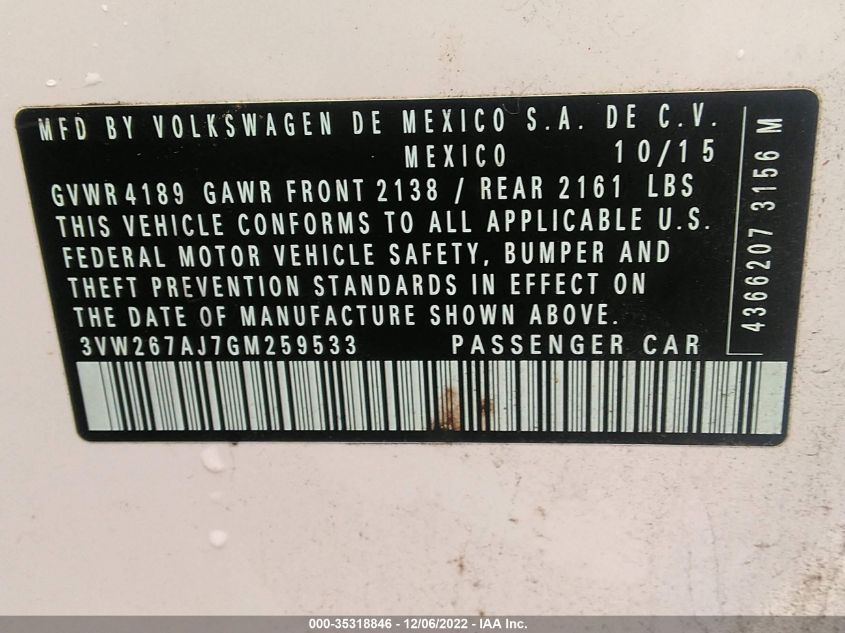 MFD BY VOLKSWAGEN DE MEXICO S.A. DE C.V.
MEXICO 10/15
GVWR 4189 GAWR FRONT 2138 / REAR 2161 LBS
THIS VEHICLE CONFORMS TO ALL APPLICABLE U.S.
FEDERAL MOTOR VEHICLE SAFETY, BUMPER AND
THEFT PREVENTION STANDARDS IN EFFECT ON
THE DATE OF MANUFACTURE SHOWN ABOVE.
3VW267AJ7GM259533 PASSENGER CAR
4366207 3156 M
000-35318846 - 12/06/2022 - IAA Inc.